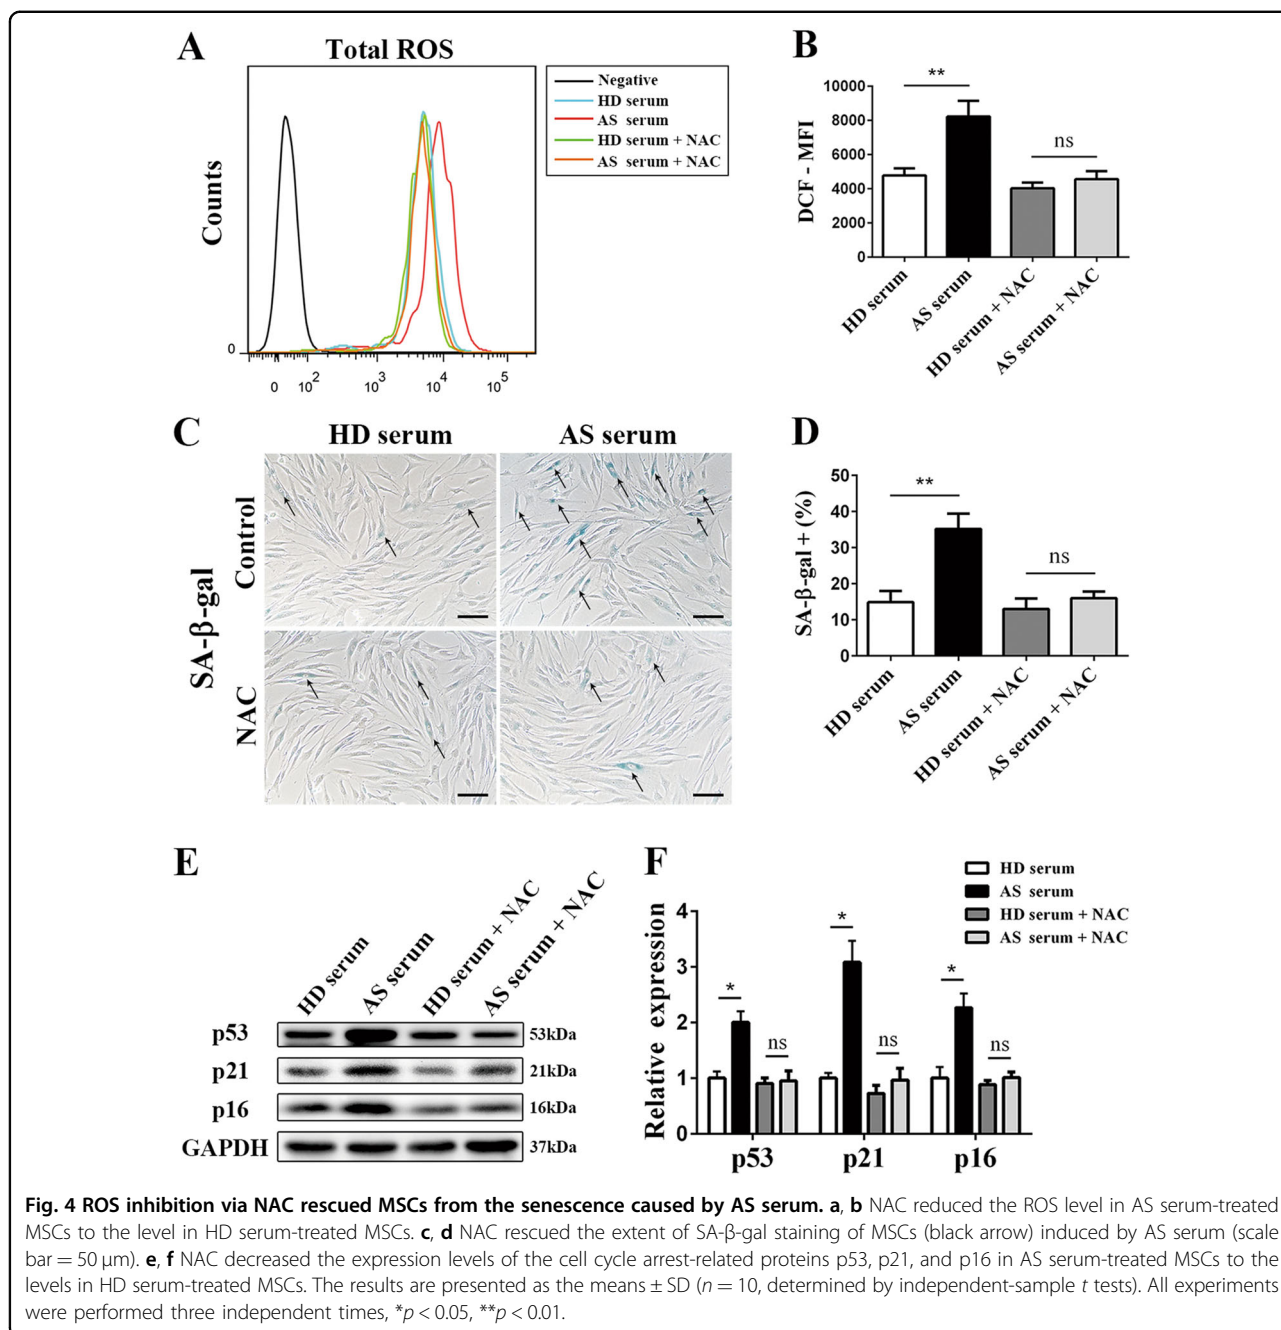 A
Total ROS
Counts
0
0 10² 10³ 10⁴ 10⁵
Negative
HD serum
AS serum
HD serum + NAC
AS serum + NAC
B
DCF - MFI
10000
8000
6000
4000
2000
0
**
ns
HD serum
AS serum
HD serum + NAC
AS serum + NAC
C
HD serum
AS serum
SA-β-gal
Control
NAC
D
SA-β-gal + (%)
50
40
30
20
10
0
**
ns
HD serum
AS serum
HD serum + NAC
AS serum + NAC
E
HD serum
AS serum
HD serum + NAC
AS serum + NAC
p53 53kDa
p21 21kDa
p16 16kDa
GAPDH 37kDa
F
HD serum
AS serum
HD serum + NAC
AS serum + NAC
Relative expression
4
3
2
1
0
*
ns
*
ns
*
ns
p53 p21 p16
Fig. 4 ROS inhibition via NAC rescued MSCs from the senescence caused by AS serum. a, b NAC reduced the ROS level in AS serum-treated
MSCs to the level in HD serum-treated MSCs. c, d NAC rescued the extent of SA-β-gal staining of MSCs (black arrow) induced by AS serum (scale
bar = 50 μm). e, f NAC decreased the expression levels of the cell cycle arrest-related proteins p53, p21, and p16 in AS serum-treated MSCs to the
levels in HD serum-treated MSCs. The results are presented as the means ± SD (n = 10, determined by independent-sample t tests). All experiments
were performed three independent times, *p < 0.05, **p < 0.01.